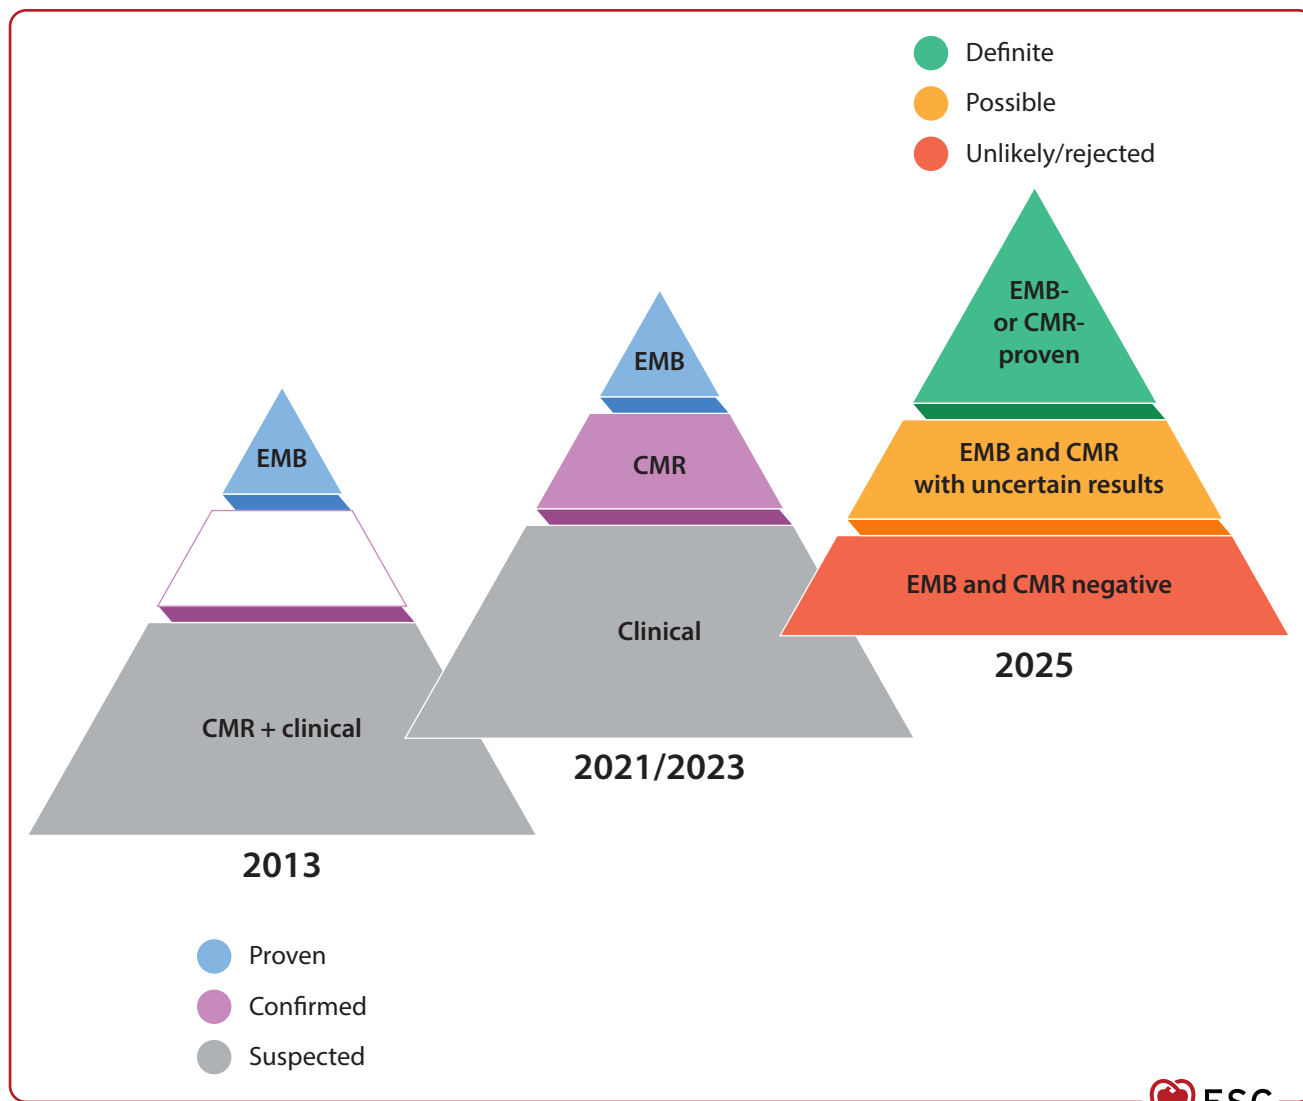 Definite
Possible
Unlikely/rejected
EMB-
or CMR-
proven
EMB and CMR
with uncertain results
EMB and CMR negative
2025
EMB
CMR
Clinical
2021/2023
EMB
CMR + clinical
2013
Proven
Confirmed
Suspected
ESC